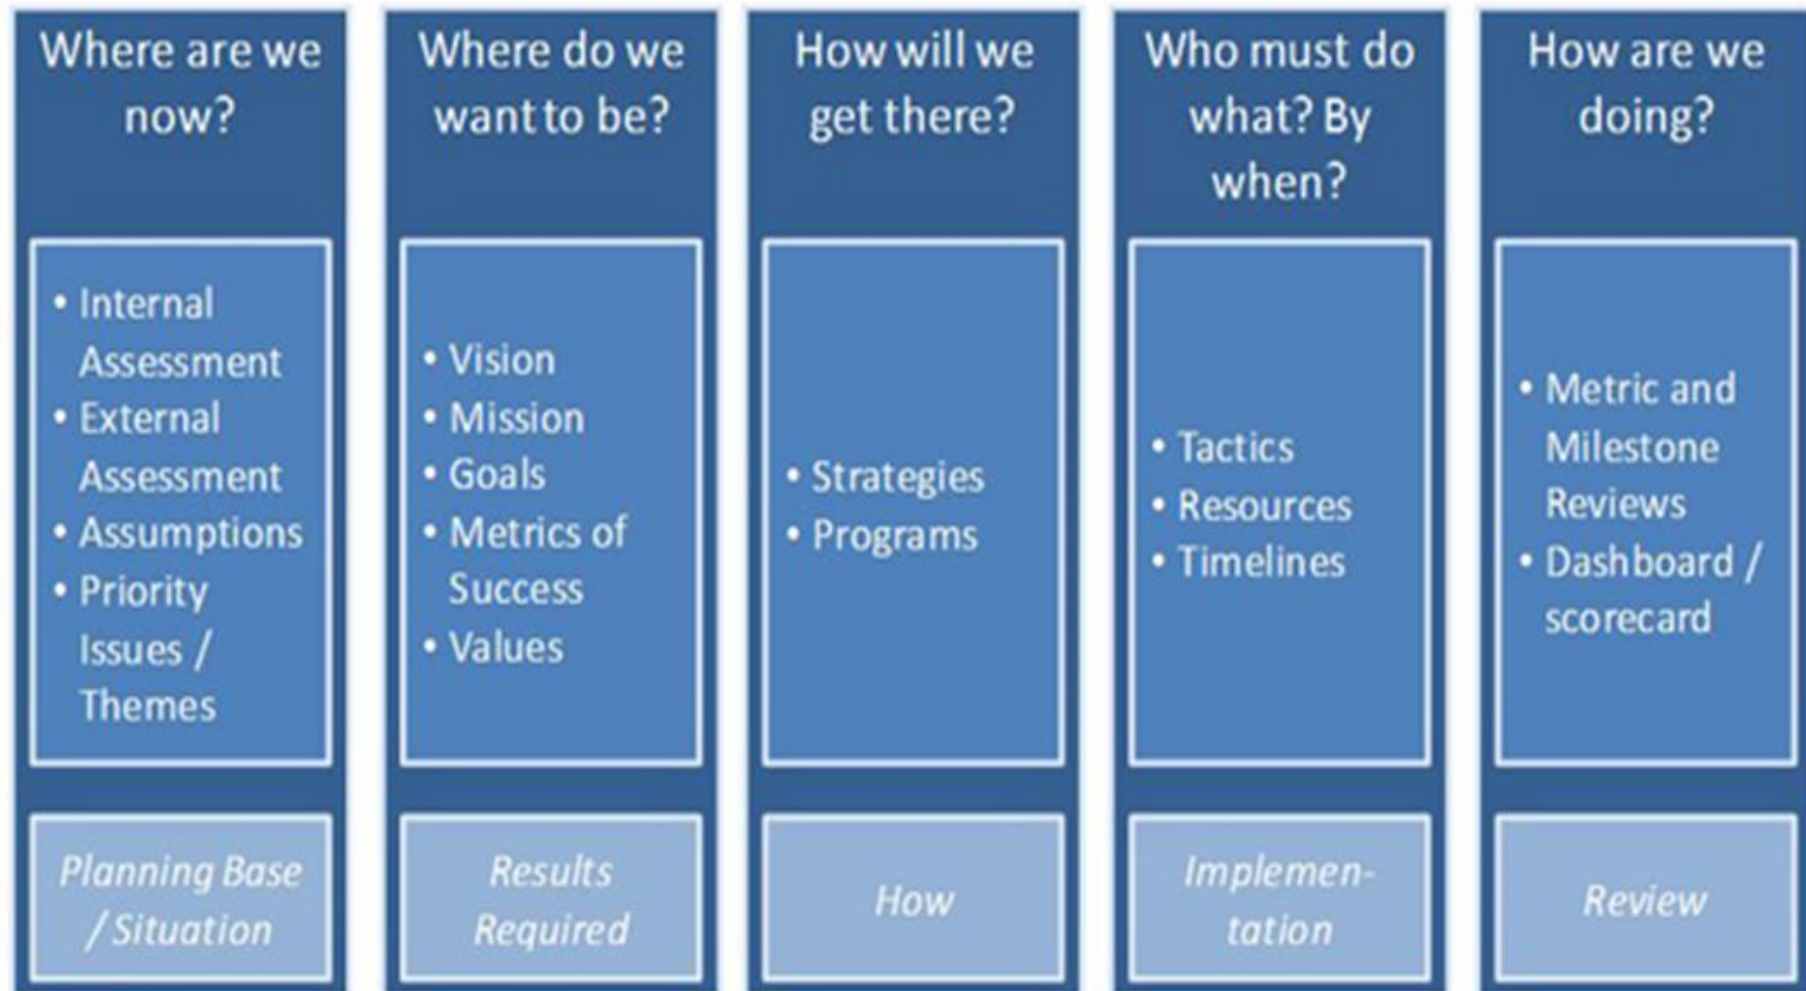 Where are we
now?
• Internal
Assessment
• External
Assessment
• Assumptions
• Priority
Issues /
Themes
Planning Base
/ Situation
Where do we
want to be?
• Vision
• Mission
• Goals
• Metrics of
Success
• Values
Results
Required
How will we
get there?
• Strategies
• Programs
How
Who must do
what? By
when?
• Tactics
• Resources
• Timelines
Implemen-
tation
How are we
doing?
• Metric and
Milestone
Reviews
• Dashboard /
scorecard
Review